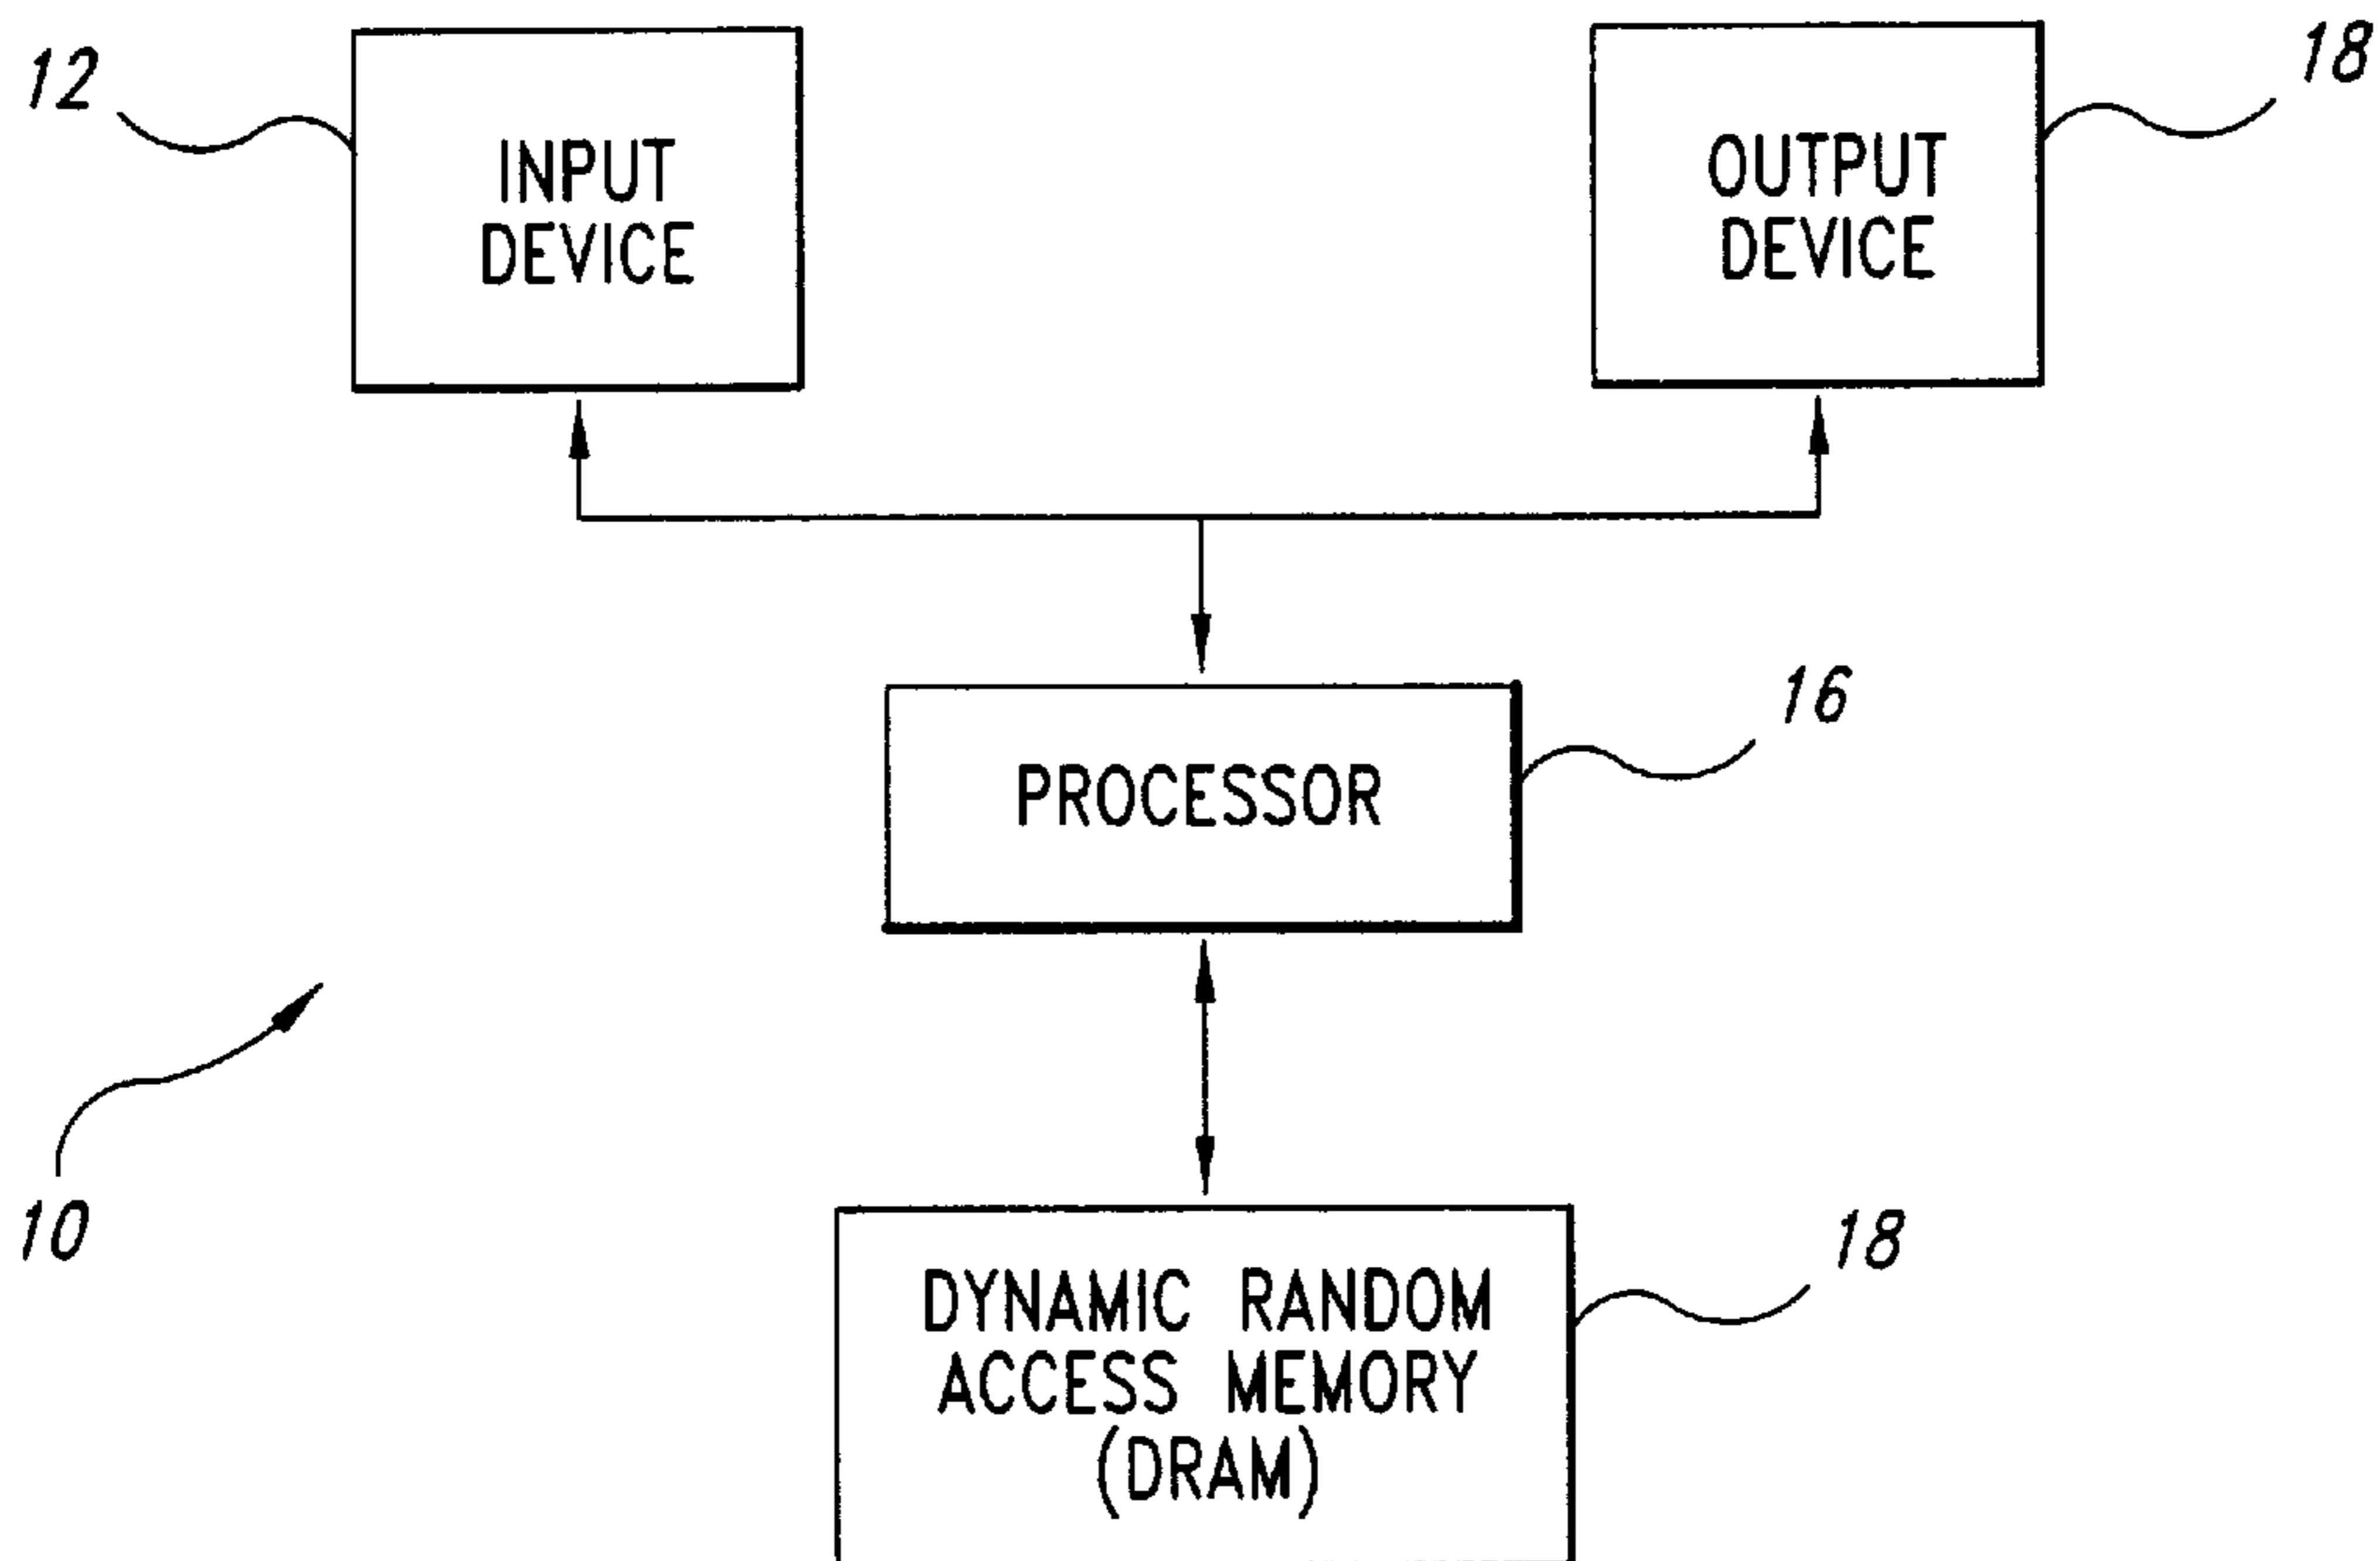 12
INPUT
DEVICE
OUTPUT
DEVICE
18
PROCESSOR
16
10
DYNAMIC RANDOM
ACCESS MEMORY
(DRAM)
18